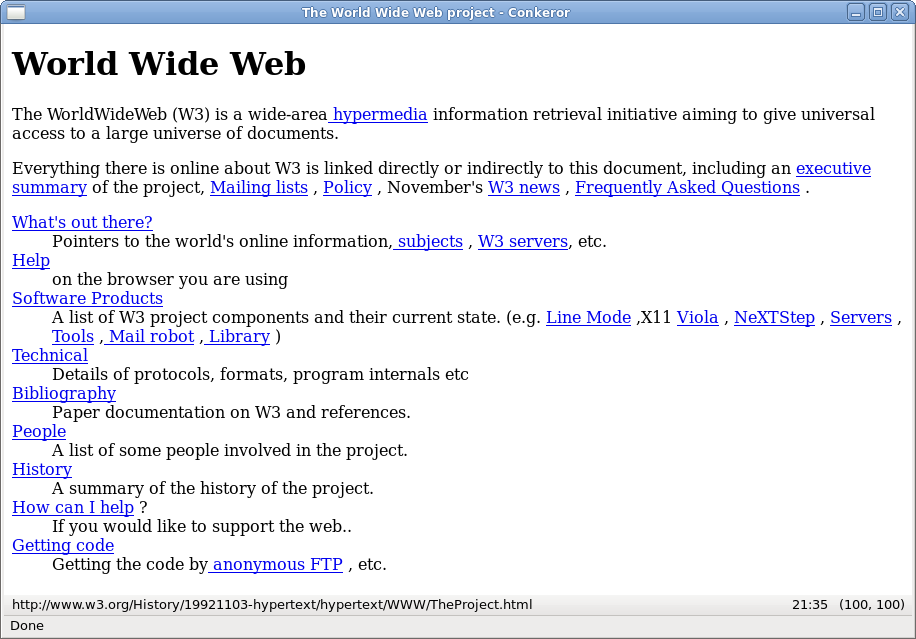 The World Wide Web project - Conkeror
World Wide Web
The WorldWideWeb (W3) is a wide-area hypermedia information retrieval initiative aiming to give universal
access to a large universe of documents.
Everything there is online about W3 is linked directly or indirectly to this document, including an executive
summary of the project, Mailing lists , Policy , November's W3 news , Frequently Asked Questions .
What's out there?
Pointers to the world's online information, subjects , W3 servers, etc.
Help
on the browser you are using
Software Products
A list of W3 project components and their current state. (e.g. Line Mode ,X11 Viola , NeXTStep , Servers ,
Tools , Mail robot , Library )
Technical
Details of protocols, formats, program internals etc
Bibliography
Paper documentation on W3 and references.
People
A list of some people involved in the project.
History
A summary of the history of the project.
How can I help ?
If you would like to support the web..
Getting code
Getting the code by anonymous FTP , etc.
http://www.w3.org/History/19921103-hypertext/hypertext/WWW/TheProject.html 21:35 (100, 100)
Done